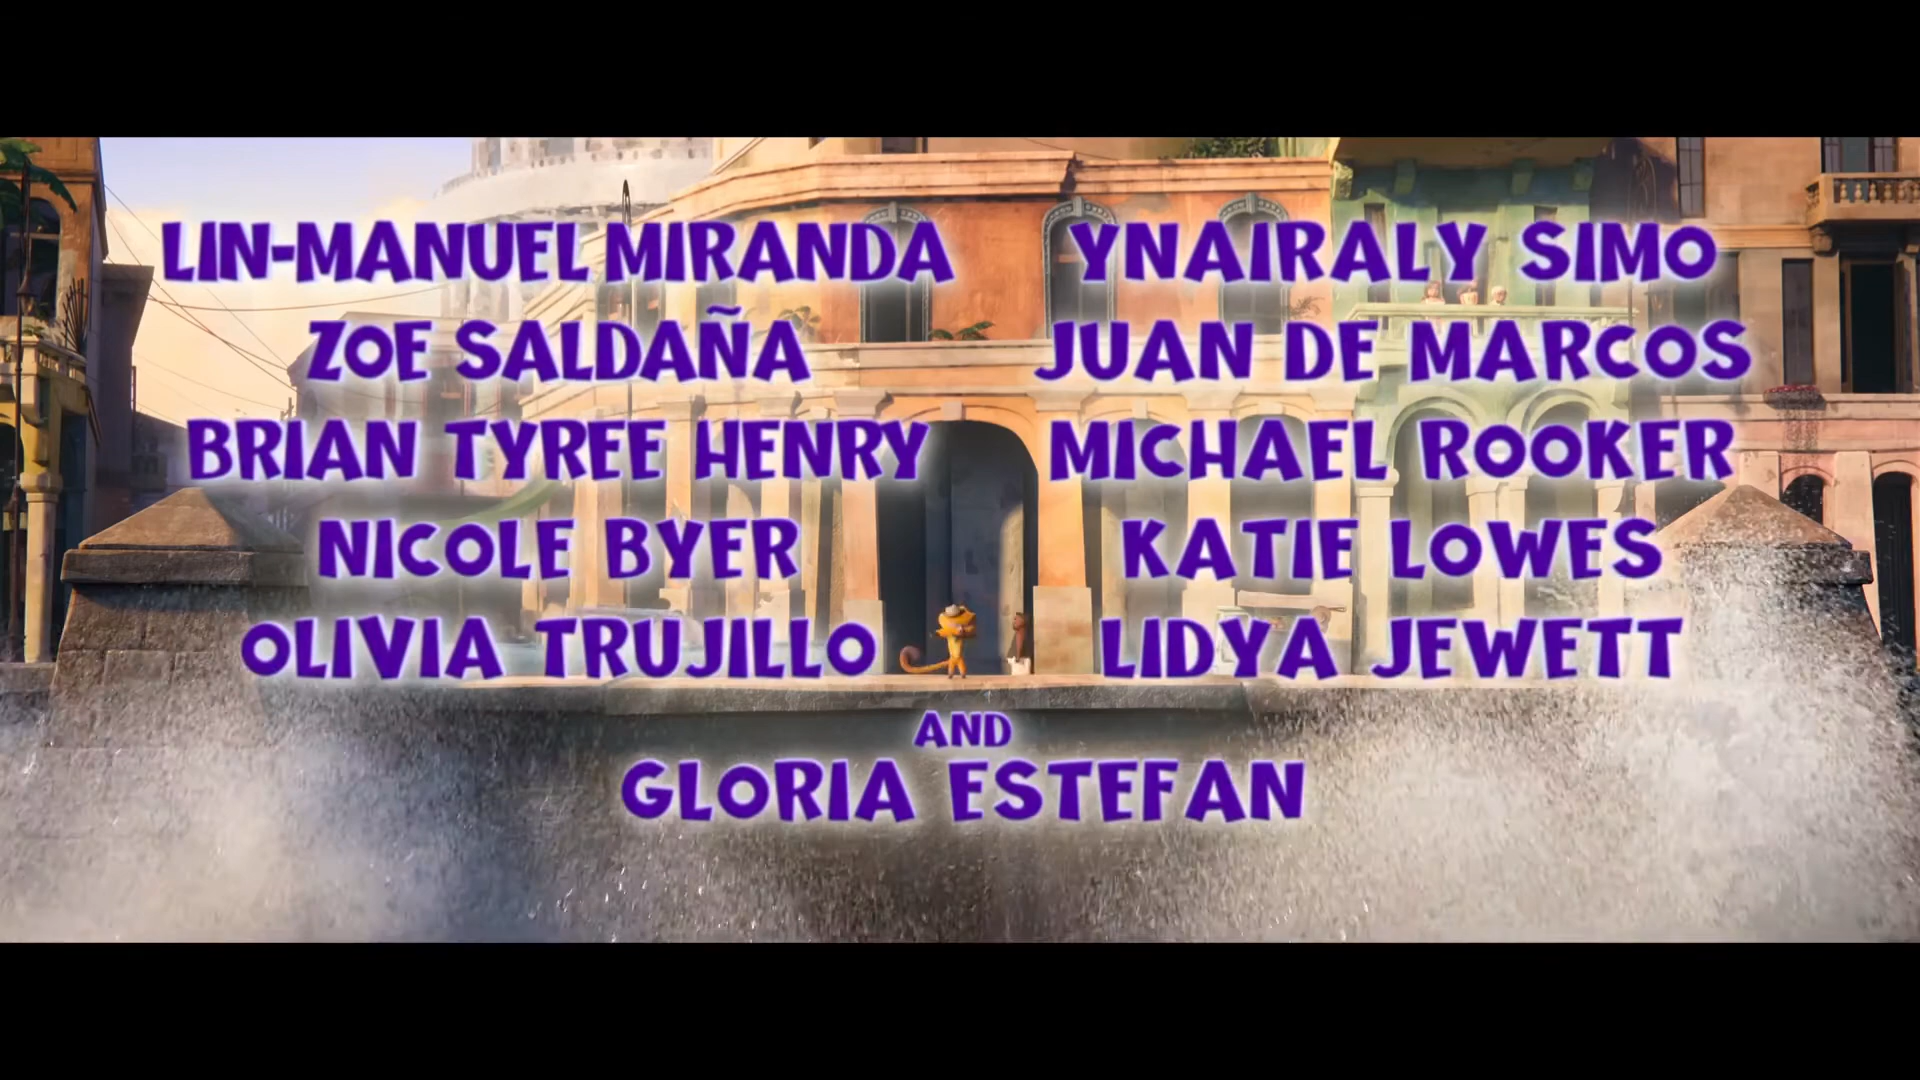 LIN-MANUEL MIRANDA
YNAIRALY SIMO
ZOE SALDAÑA
JUAN DE MARCOS
BRIAN TYREE HENRY
MICHAEL ROOKER
NICOLE BYER
KATIE LOWES
OLIVIA TRUJILLO
LIDYA JEWETT
AND
GLORIA ESTEFAN